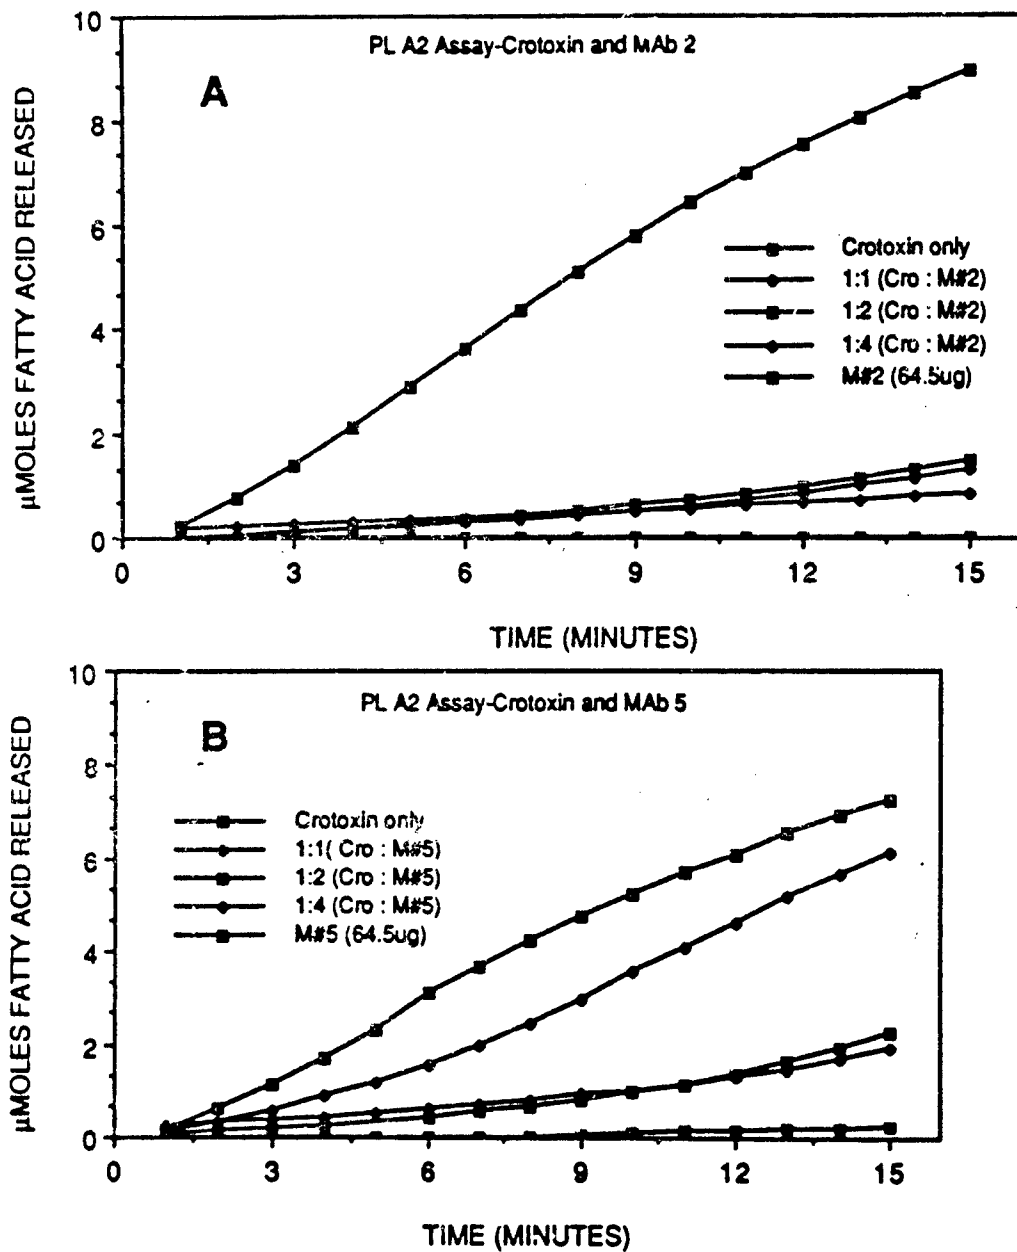 PL A2 Assay-Crotoxin and MAb 2
A
µMOLES FATTY ACID RELEASED
10
8
6
4
2
0
Crotoxin only
1:1 (Cro : M#2)
1:2 (Cro : M#2)
1:4 (Cro : M#2)
M#2 (64.5ug)
0 3 6 9 12 15
TIME (MINUTES)
PL A2 Assay-Crotoxin and MAb 5
B
µMOLES FATTY ACID RELEASED
10
8
6
4
2
0
Crotoxin only
1:1( Cro : M#5)
1:2 (Cro : M#5)
1:4 (Cro : M#5)
M#5 (64.5ug)
0 3 6 9 12 15
TIME (MINUTES)